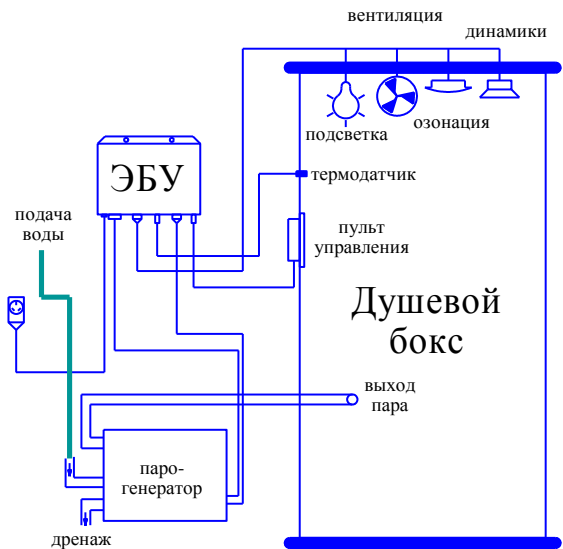 вентиляция
динамики
подсветка
озонация
ЭБУ
термодатчик
подача
воды
пульт
управления
Душевой
бокс
выход
пара
паро-
генератор
дренаж